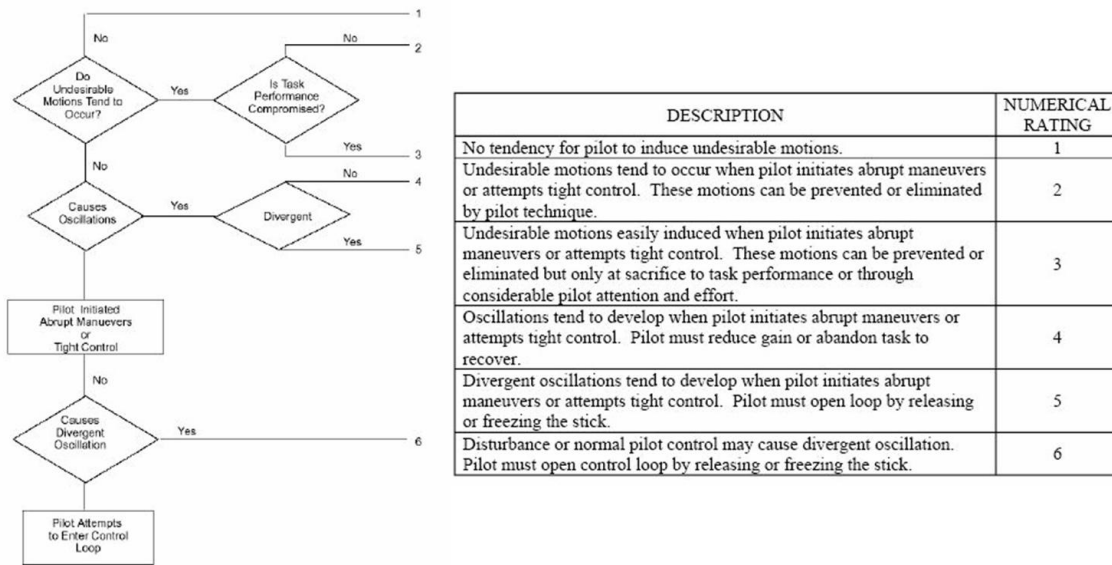 1
No
No
2
Do
Undesirable
Motions Tend to
Occur?
Yes
Is Task
Performance
Compromised?
Yes
3
No
No
4
Causes
Oscillations
Yes
Divergent
Yes
5
Pilot Initiated
Abrupt Manuevers
or
Tight Control
No
Causes
Divergent
Oscillation
Yes
6
Pilot Attempts
to Enter Control
Loop
DESCRIPTION
NUMERICAL
RATING
No tendency for pilot to induce undesirable motions.
1
Undesirable motions tend to occur when pilot initiates abrupt maneuvers
or attempts tight control. These motions can be prevented or eliminated
by pilot technique.
2
Undesirable motions easily induced when pilot initiates abrupt
maneuvers or attempts tight control. These motions can be prevented or
eliminated but only at sacrifice to task performance or through
considerable pilot attention and effort.
3
Oscillations tend to develop when pilot initiates abrupt maneuvers or
attempts tight control. Pilot must reduce gain or abandon task to
recover.
4
Divergent oscillations tend to develop when pilot initiates abrupt
maneuvers or attempts tight control. Pilot must open loop by releasing
or freezing the stick.
5
Disturbance or normal pilot control may cause divergent oscillation.
Pilot must open control loop by releasing or freezing the stick.
6